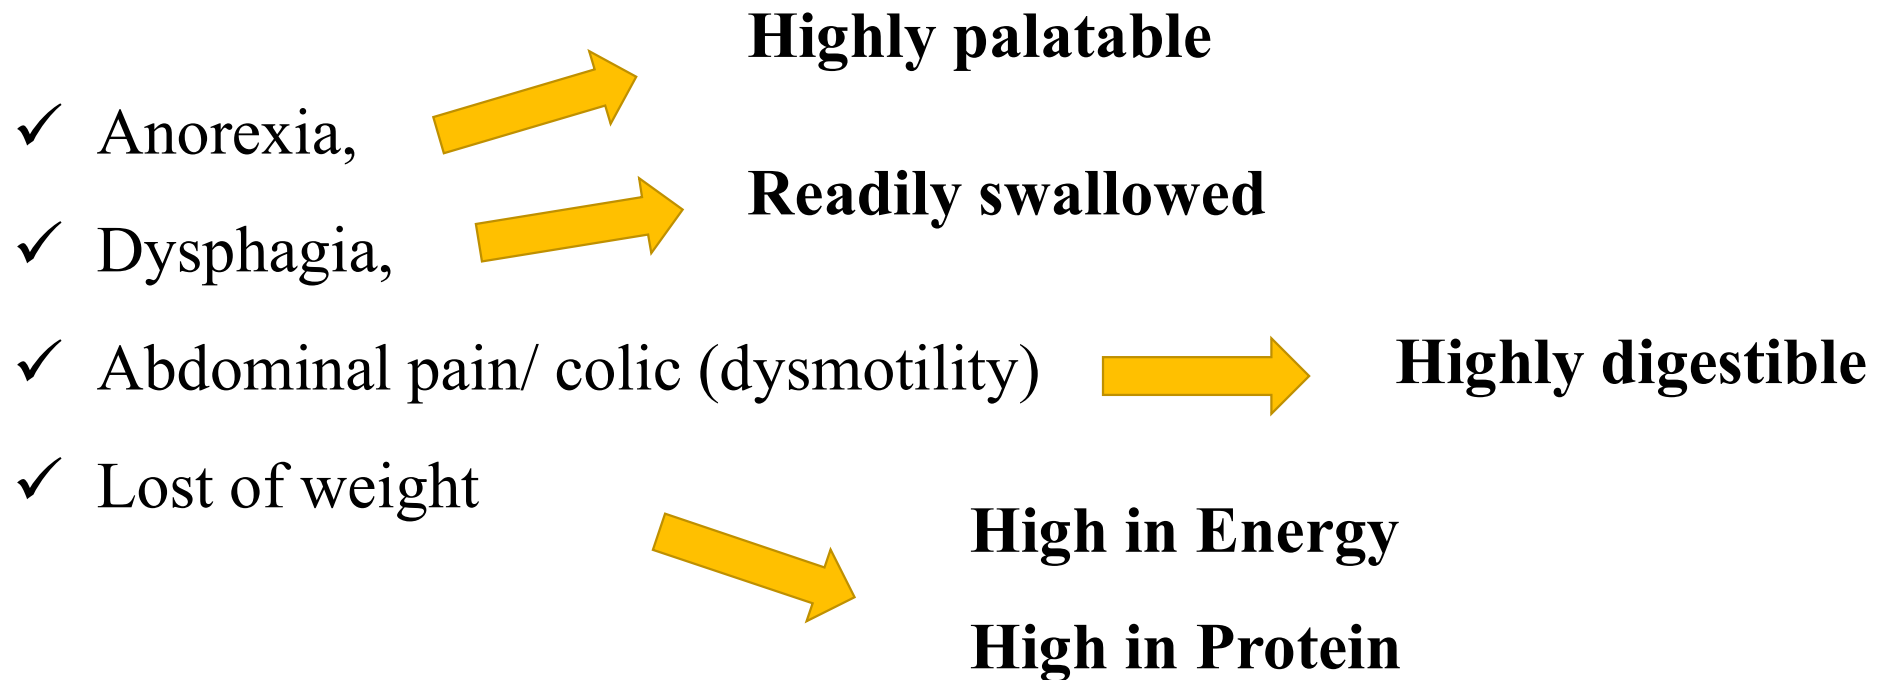 Highly palatable
✓ Anorexia,
Readily swallowed
✓ Dysphagia,
✓ Abdominal pain/ colic (dysmotility)
Highly digestible
✓ Lost of weight
High in Energy
High in Protein